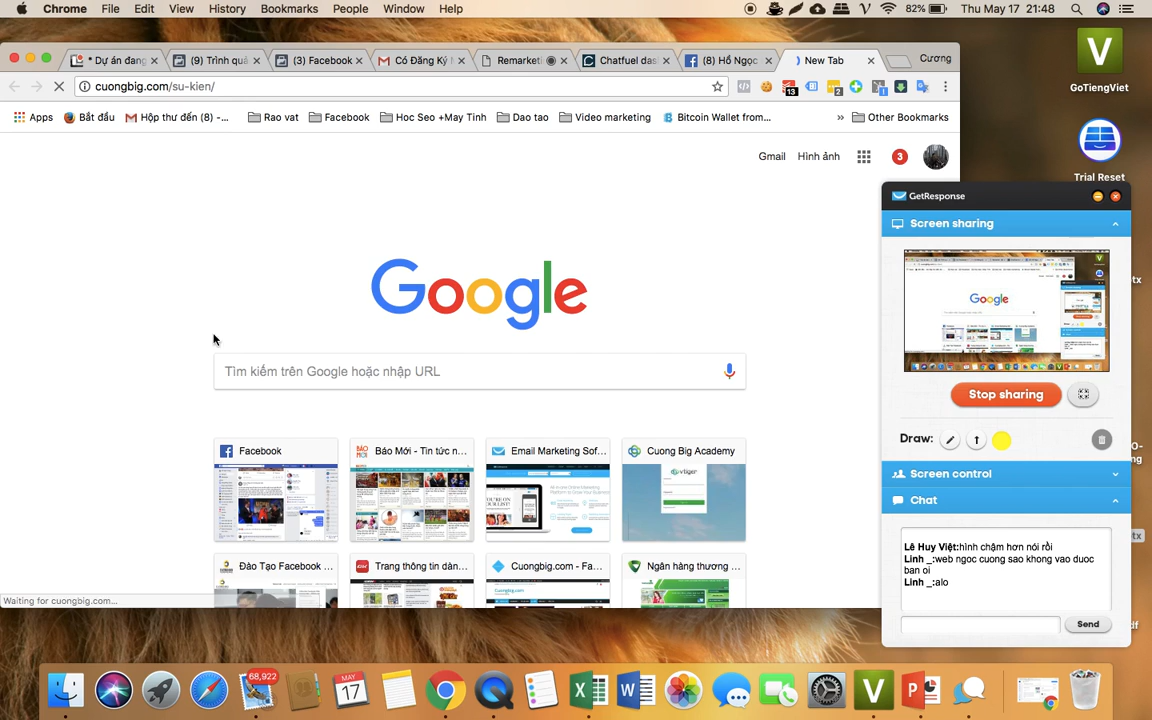 Chrome File Edit View History Bookmarks People Window Help 82% Thu May 17 21:48
* Dự án đang (9) Trình quả (3) Facebook Có Đăng Ký Remarketi Chatfuel das (8) Hồ Ngọc New Tab Cương
cuongbig.com/su-kien/
13 2
Apps Bắt đầu Hộp thư đến (8) -... Rao vat Facebook Hoc Seo +May Tinh Dao tao Video marketing Bitcoin Wallet from... » Other Bookmarks
Gmail Hình ảnh 3
Google
Tìm kiếm trên Google hoặc nhập URL
Facebook Báo Mới - Tin tức n... Email Marketing Sof... Cuong Big Academy
Đào Tạo Facebook ... Trang thông tin dàn... Cuongbig.com - Fa... Ngân hàng thương ...
Waiting for cuongbig.com...
V
GoTiengViet
Trial Reset
GetResponse
Screen sharing
Stop sharing
Draw:
Screen control
Chat
Lê Huy Việt:hình chậm hơn nói rồi
Linh _:web ngoc cuong sao khong vao duoc
ban oi
Linh _:alo
Send
68,922
MAY
17